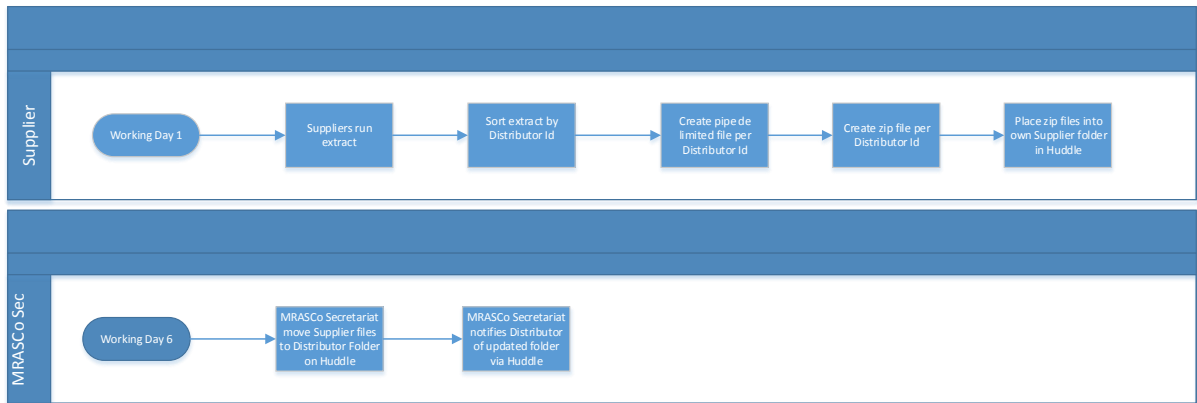 Supplier
Working Day 1
Suppliers run
extract
Sort extract by
Distributor Id
Create pipe de
limited file per
Distributor Id
Create zip file per
Distributor Id
Place zip files into
own Supplier folder
in Huddle
MRASCo Sec
Working Day 6
MRASCo Secretariat
move Supplier files
to Distributor Folder
on Huddle
MRASCo Secretariat
notifies Distributor
of updated folder
via Huddle